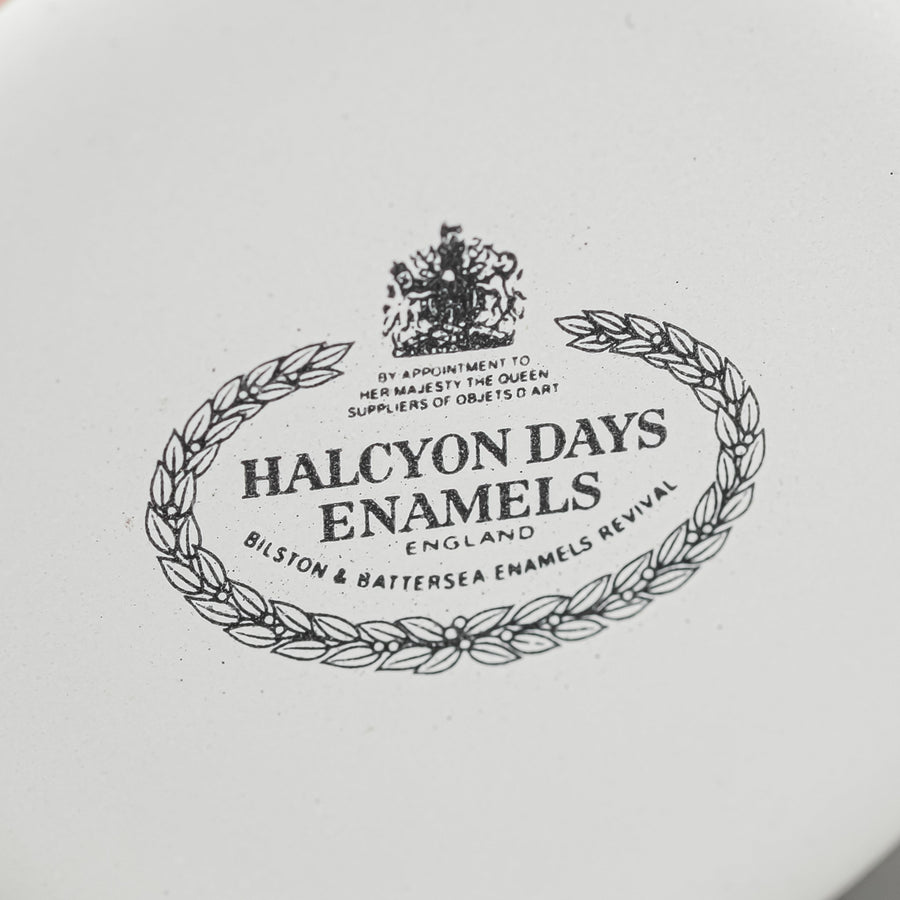 BY APPOINTMENT TO
HER MAJESTY THE QUEEN
SUPPLIERS OF OBJETS D'ART
HALCYON DAYS
ENAMELS
ENGLAND
BILSTON & BATTERSEA ENAMELS REVIVAL